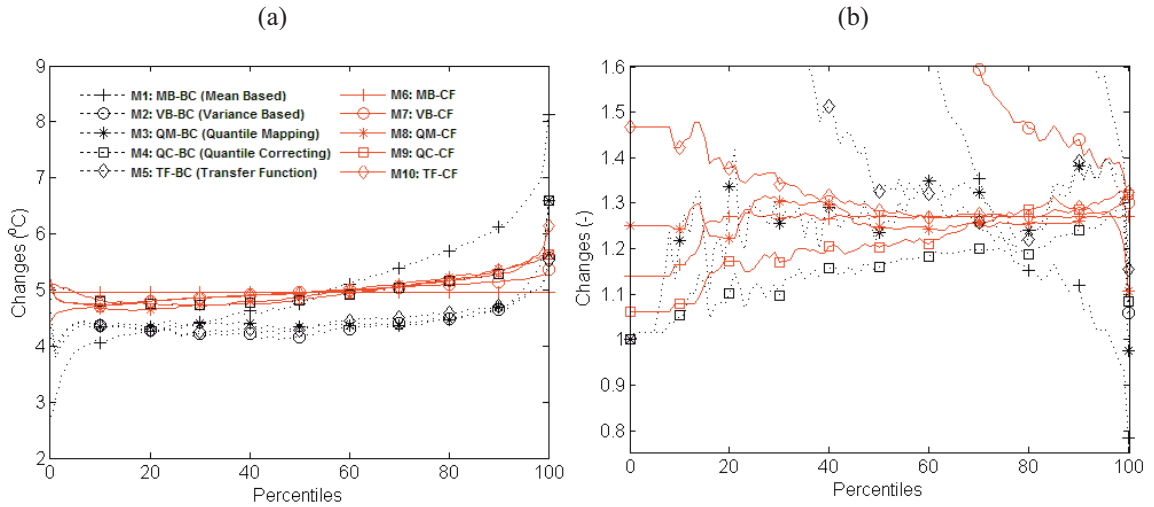 (a)
(b)
9
8
7
6
5
4
3
2
0
20
40
60
80
100
Changes (⁰C)
Percentiles
M1: MB-BC (Mean Based)
M2: VB-BC (Variance Based)
M3: QM-BC (Quantile Mapping)
M4: QC-BC (Quantile Correcting)
M5: TF-BC (Transfer Function)
M6: MB-CF
M7: VB-CF
M8: QM-CF
M9: QC-CF
M10: TF-CF
1.6
1.5
1.4
1.3
1.2
1.1
1
0.9
0.8
0
20
40
60
80
100
Changes (-)
Percentiles